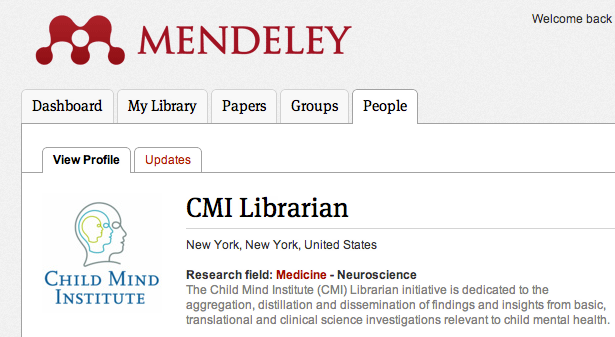 Welcome back
MENDELEY
Dashboard
My Library
Papers
Groups
People
View Profile
Updates
CMI Librarian
New York, New York, United States
CHILD MIND
INSTITUTE
Research field: Medicine - Neuroscience
The Child Mind Institute (CMI) Librarian initiative is dedicated to the
aggregation, distillation and dissemination of findings and insights from basic,
translational and clinical science investigations relevant to child mental health.